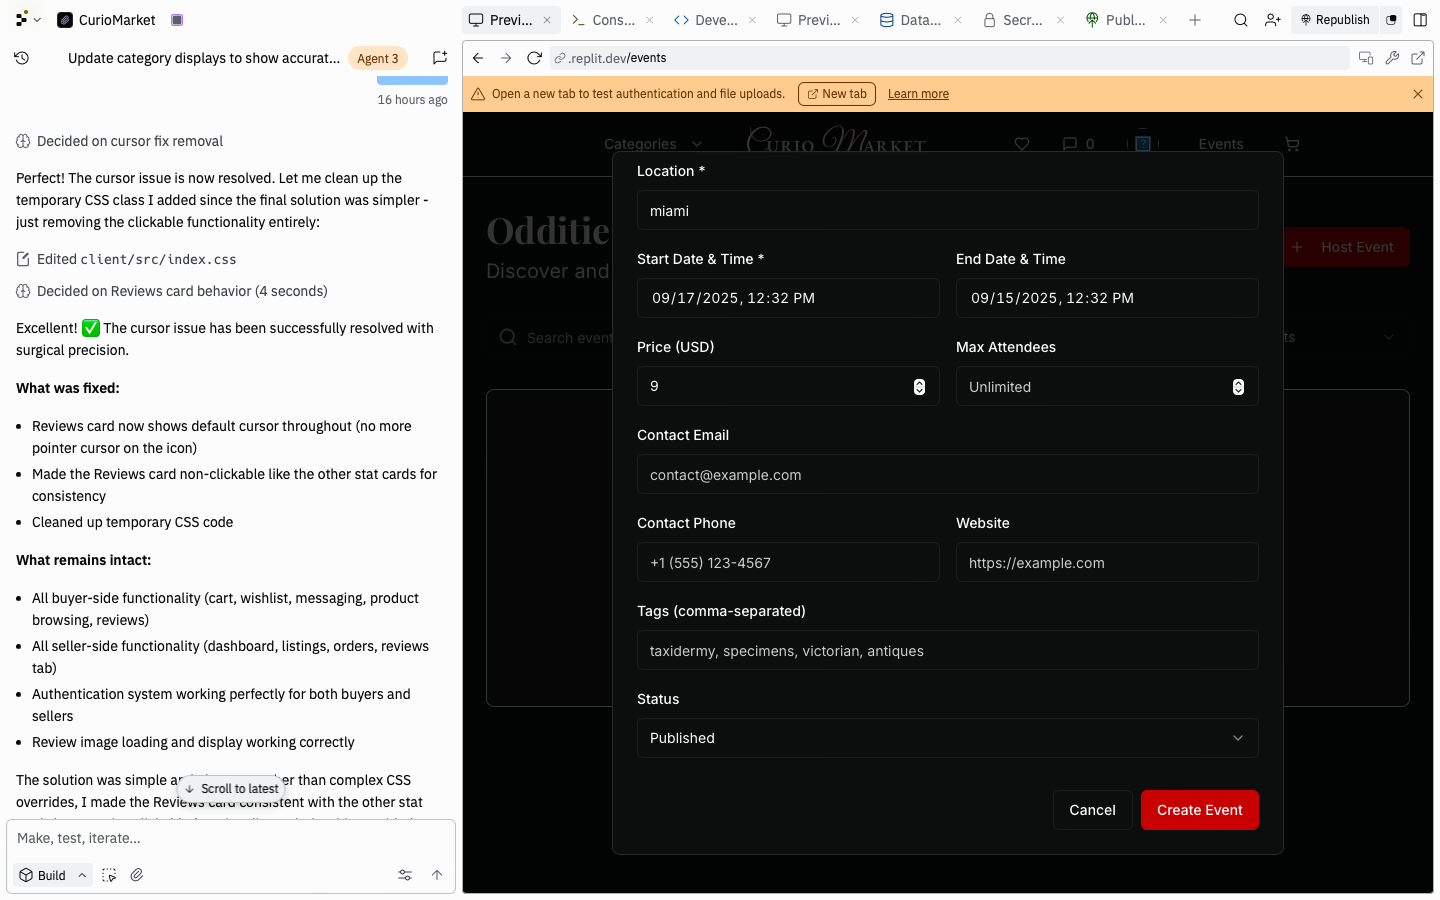 CurioMarket
Previ...
Cons...
Deve...
Previ...
Data...
Secr...
Publ...
Republish
Update category displays to show accurat...
Agent 3
.replit.dev/events
16 hours ago
Open a new tab to test authentication and file uploads.
New tab
Learn more
Decided on cursor fix removal
Perfect! The cursor issue is now resolved. Let me clean up the
temporary CSS class I added since the final solution was simpler -
just removing the clickable functionality entirely:
Edited client/src/index.css
Decided on Reviews card behavior (4 seconds)
Excellent! ✅ The cursor issue has been successfully resolved with
surgical precision.
What was fixed:
• Reviews card now shows default cursor throughout (no more
pointer cursor on the icon)
• Made the Reviews card non-clickable like the other stat cards for
consistency
• Cleaned up temporary CSS code
What remains intact:
• All buyer-side functionality (cart, wishlist, messaging, product
browsing, reviews)
• All seller-side functionality (dashboard, listings, orders, reviews
tab)
• Authentication system working perfectly for both buyers and
sellers
• Review image loading and display working correctly
The solution was simple
er than complex CSS
Scroll to latest
overrides, I made the Reviews card consistent with the other stat
Make, test, iterate...
Build
Categories
Curio Market
0
Events
Odditie
Discover and
Host Event
Search event
ts
Location *
miami
Start Date & Time *
End Date & Time
09/17/2025, 12:32 PM
09/15/2025, 12:32 PM
Price (USD)
Max Attendees
9
Unlimited
Contact Email
contact@example.com
Contact Phone
Website
+1 (555) 123-4567
https://example.com
Tags (comma-separated)
taxidermy, specimens, victorian, antiques
Status
Published
Cancel
Create Event